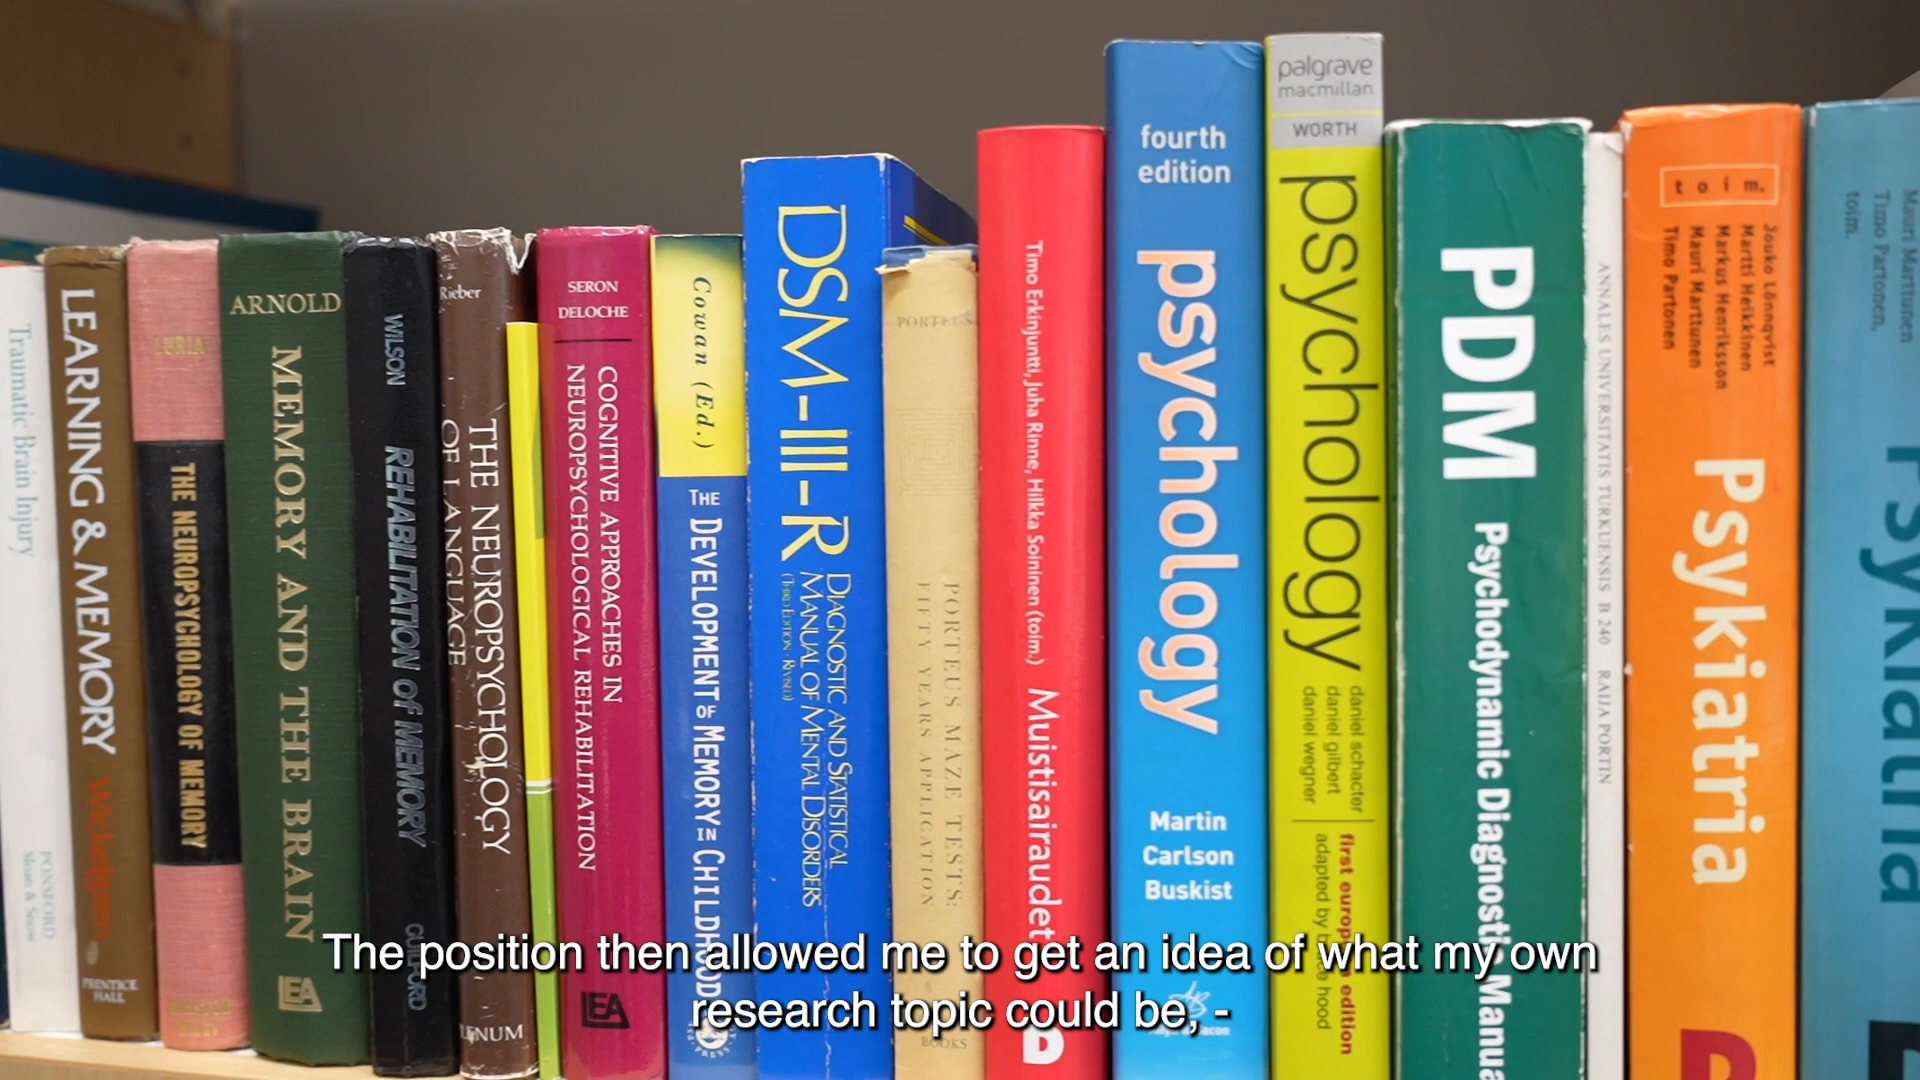 Traumatic Brain Injury
PONSFORD
Sloan & Snow
LEARNING & MEMORY
Wickelgren
PRENTICE
HALL
LURIA
THE NEUROPSYCHOLOGY OF MEMORY
ARNOLD
MEMORY AND THE BRAIN
LEA
WILSON
REHABILITATION of MEMORY
GUILFORD
Rieber
THE NEUROPSYCHOLOGY
OF LANGUAGE
PLENUM
SERON
DELOCHE
COGNITIVE APPROACHES IN
NEUROPSYCHOLOGICAL REHABILITATION
LEA
Cowan (Ed.)
THE DEVELOPMENT OF MEMORY IN CHILDHOOD
PRESS
DSM-III-R
DIAGNOSTIC AND STATISTICAL
MANUAL OF MENTAL DISORDERS
(THIRD EDITION - REVISED)
PORTEUS
PORTEUS MAZE TESTS:
FIFTY YEARS APPLICATION
BOOKS
Timo Erkinjuntti, Juha Rinne, Hilkka Soininen (toim.)
Muistisairaudet
fourth
edition
psychology
Martin
Carlson
Buskist
palgrave
macmillan
WORTH
psychology
daniel schacter
daniel gilbert
daniel wegner
first european edition
adapted by bruce hood
PDM
Psychodynamic Diagnostic Manual
ANNALES UNIVERSITATIS TURKUENSIS B 240 RAIJA PORTIN
toim.
Jouko Lönnqvist
Martti Heikkinen
Markus Henriksson
Mauri Marttunen
Timo Partonen
Psykiatria
Mauri Marttunen
Timo Partonen,
toim.
Psykiatria
The position then allowed me to get an idea of what my own
research topic could be, -